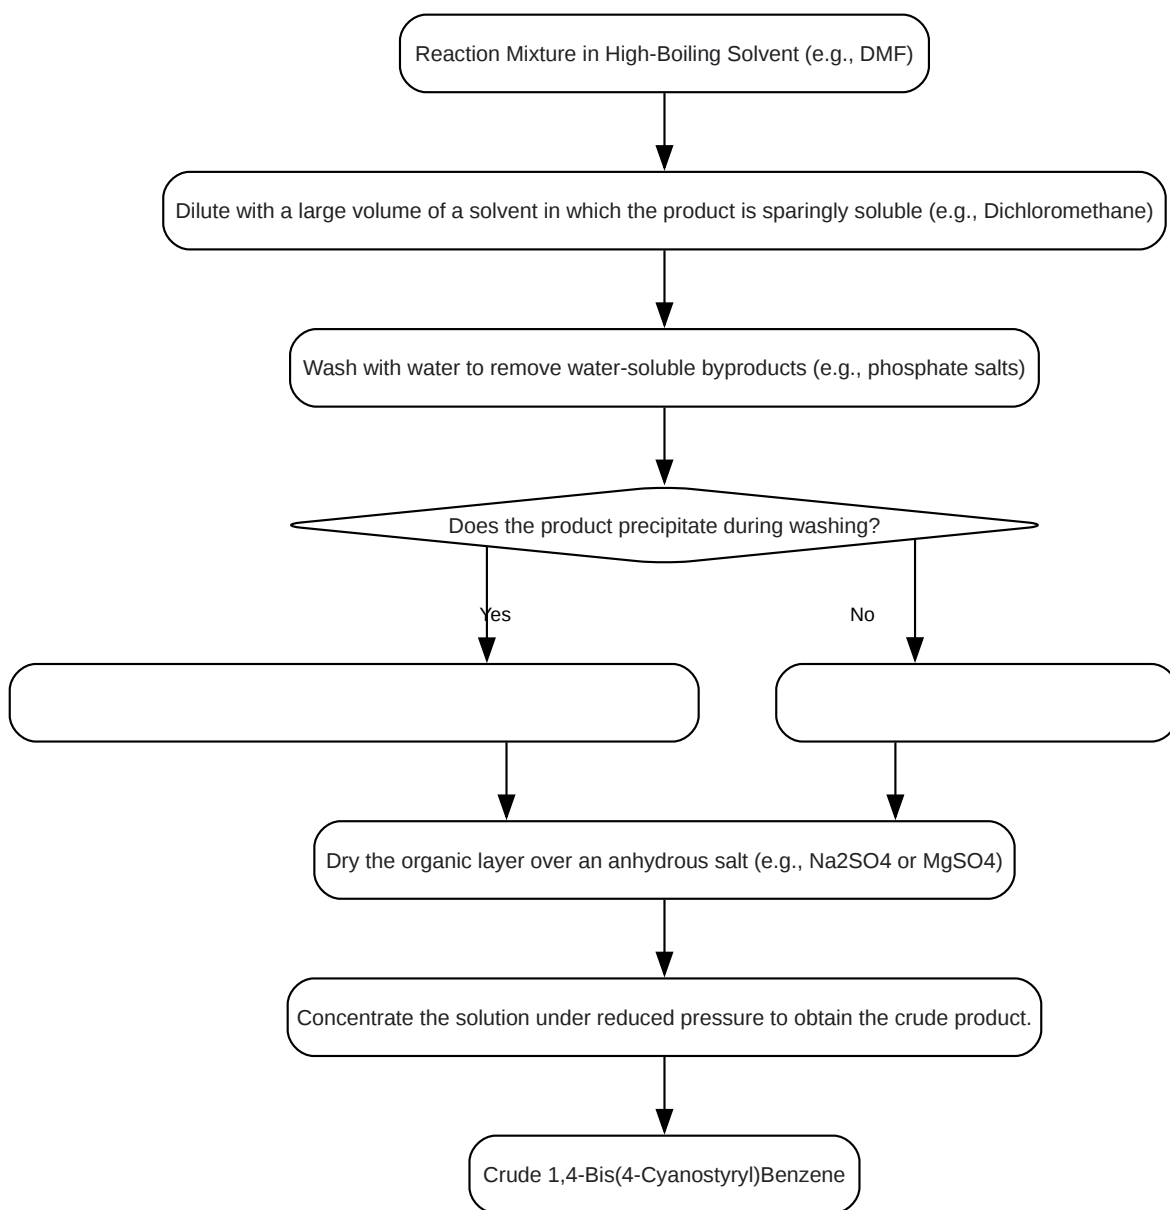 Reaction Mixture in High-Boiling Solvent (e.g., DMF)
Dilute with a large volume of a solvent in which the product is sparingly soluble (e.g., Dichloromethane)
Wash with water to remove water-soluble byproducts (e.g., phosphate salts)
Does the product precipitate during washing?
Yes
No
Dry the organic layer over an anhydrous salt (e.g., Na2SO4 or MgSO4)
Concentrate the solution under reduced pressure to obtain the crude product.
Crude 1,4-Bis(4-Cyanostyryl)Benzene